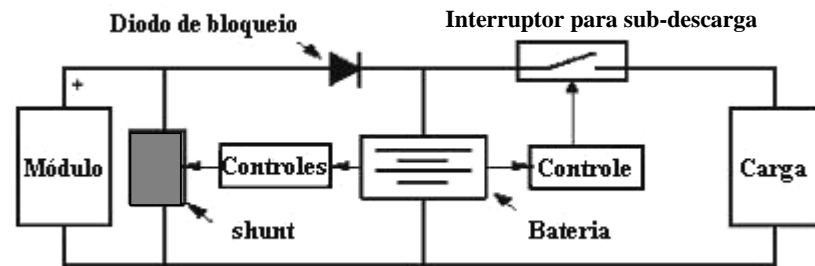 Diodo de bloqueio
Interruptor para sub-descarga
+
Módulo
Controles
Controle
Carga
shunt
Bateria